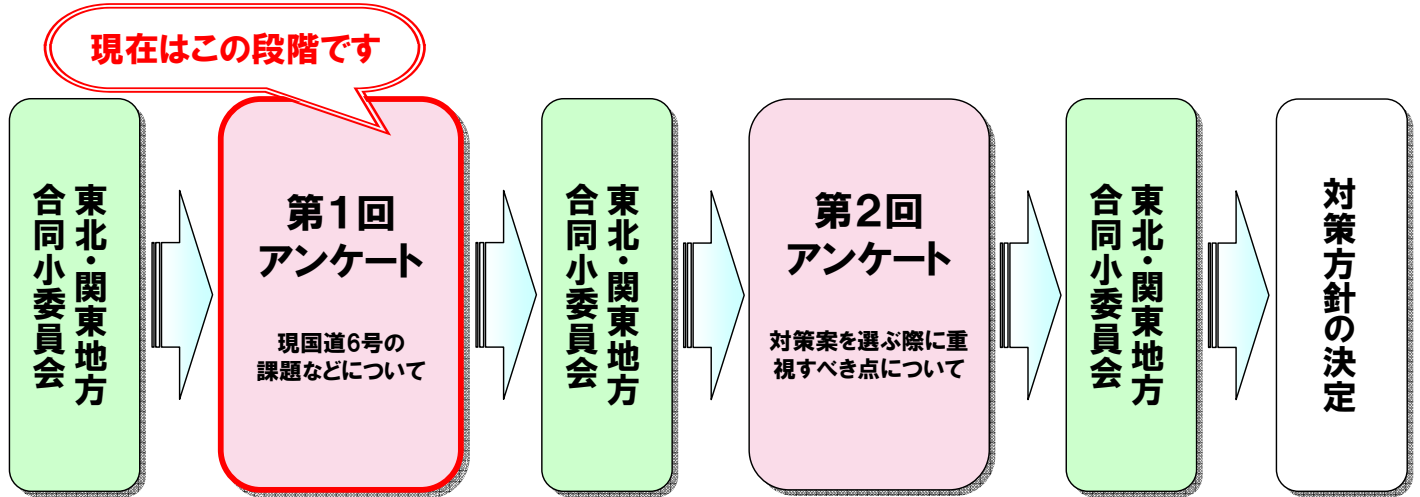 現在はこの段階です
東北・関東地方
合同小委員会
第1回
アンケート
現国道6号の
課題などについて
東北・関東地方
合同小委員会
第2回
アンケート
対策案を選ぶ際に重
視すべき点について
東北・関東地方
合同小委員会
対策方針の決定